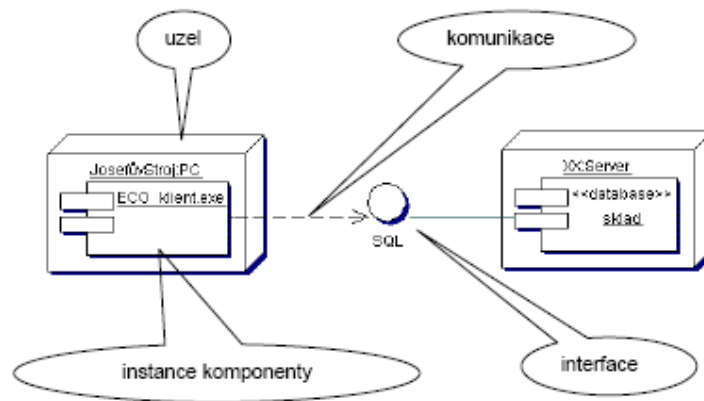 uzel
komunikace
JosefůvStroj:PC
ECO_klient.exe
SQL
XX:Server
<<database>>
sklad
instance komponenty
interface